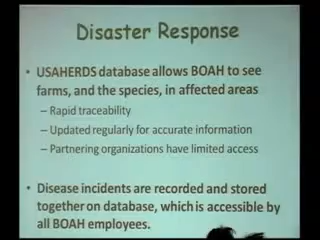 Disaster Response
• USAHERDS database allows BOAH to see
farms, and the species, in affected areas
– Rapid traceability
– Updated regularly for accurate information
– Partnering organizations have limited access
• Disease incidents are recorded and stored
together on database, which is accessible by
all BOAH employees.